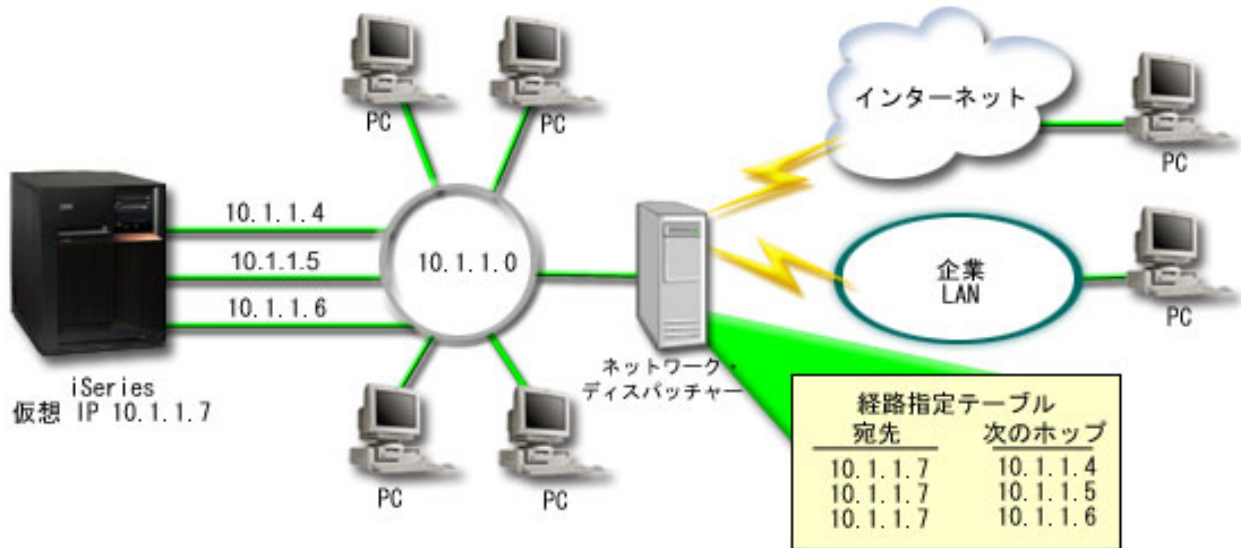 PC
PC
インターネット
PC
10.1.1.4
10.1.1.5
10.1.1.6
10.1.1.0
企業
LAN
PC
iSeries
仮想 IP 10.1.1.7
ネットワーク・
ディスパッチャー
PC
PC
経路指定テーブル
宛先 次のホップ
10.1.1.7 10.1.1.4
10.1.1.7 10.1.1.5
10.1.1.7 10.1.1.6